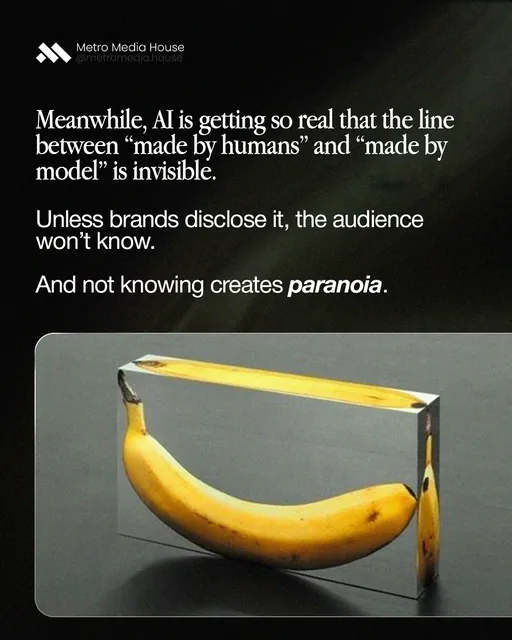 Metro Media House
@metromedia.house
Meanwhile, AI is getting so real that the line
between “made by humans” and “made by
model” is invisible.
Unless brands disclose it, the audience
won’t know.
And not knowing creates paranoia.